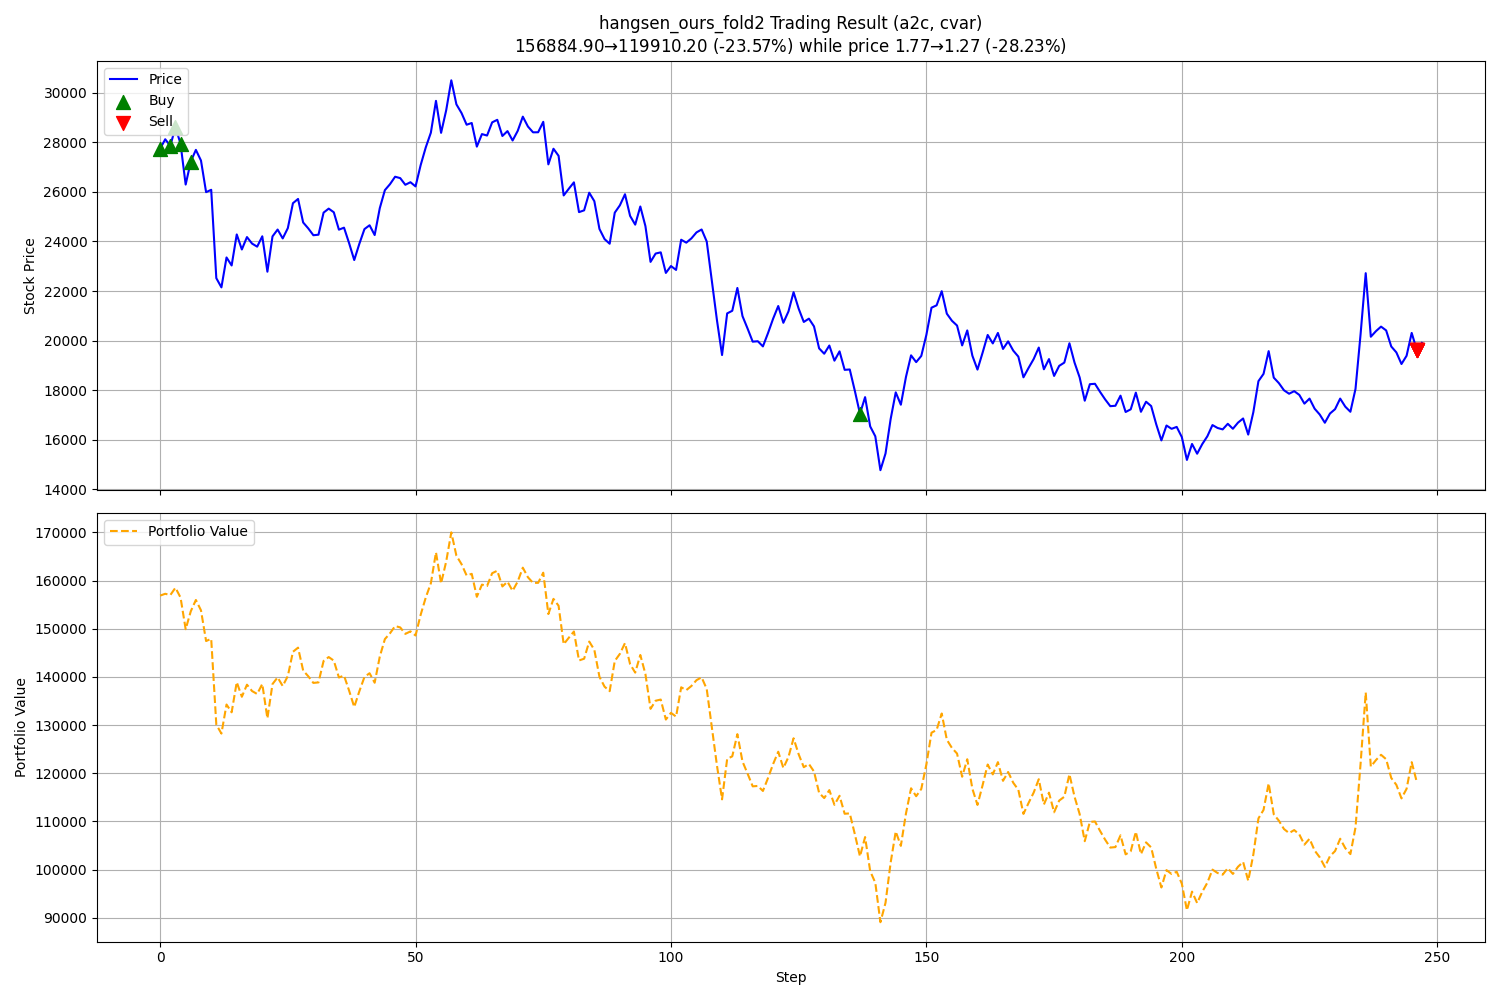 hangsen_ours_fold2 Trading Result (a2c, cvar)
156884.90→119910.20 (-23.57%) while price 1.77→1.27 (-28.23%)
Price
Buy
Sell
30000
28000
26000
24000
22000
20000
18000
16000
14000
Stock Price
Portfolio Value
170000
160000
150000
140000
130000
120000
110000
100000
90000
Portfolio Value
0
50
100
150
200
250
Step